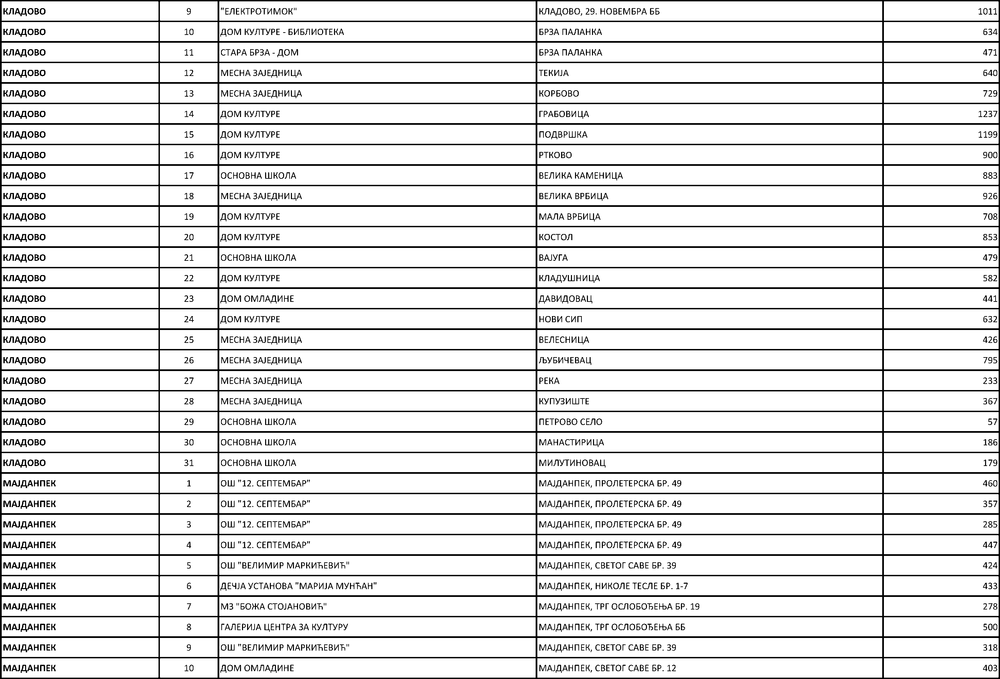 КЛАДОВО 9 "ЕЛЕКТРОТИМОК" КЛАДОВО, 29. НОВЕМБРА ББ 1011
КЛАДОВО 10 ДОМ КУЛТУРЕ - БИБЛИОТЕКА БРЗА ПАЛАНКА 634
КЛАДОВО 11 СТАРА БРЗА - ДОМ БРЗА ПАЛАНКА 471
КЛАДОВО 12 МЕСНА ЗАЈЕДНИЦА ТЕКИЈА 640
КЛАДОВО 13 МЕСНА ЗАЈЕДНИЦА КОРБОВО 729
КЛАДОВО 14 ДОМ КУЛТУРЕ ГРАБОВИЦА 1237
КЛАДОВО 15 ДОМ КУЛТУРЕ ПОДВРШКА 1199
КЛАДОВО 16 ДОМ КУЛТУРЕ РТКОВО 900
КЛАДОВО 17 ОСНОВНА ШКОЛА ВЕЛИКА КАМЕНИЦА 883
КЛАДОВО 18 МЕСНА ЗАЈЕДНИЦА ВЕЛИКА ВРБИЦА 926
КЛАДОВО 19 ДОМ КУЛТУРЕ МАЛА ВРБИЦА 708
КЛАДОВО 20 ДОМ КУЛТУРЕ КОСТОЛ 853
КЛАДОВО 21 ОСНОВНА ШКОЛА ВАЈУГА 479
КЛАДОВО 22 ДОМ КУЛТУРЕ КЛАДУШНИЦА 582
КЛАДОВО 23 ДОМ ОМЛАДИНЕ ДАВИДОВАЦ 441
КЛАДОВО 24 ДОМ КУЛТУРЕ НОВИ СИП 632
КЛАДОВО 25 МЕСНА ЗАЈЕДНИЦА ВЕЛЕСНИЦА 426
КЛАДОВО 26 МЕСНА ЗАЈЕДНИЦА ЉУБИЧЕВАЦ 795
КЛАДОВО 27 МЕСНА ЗАЈЕДНИЦА РЕКА 233
КЛАДОВО 28 МЕСНА ЗАЈЕДНИЦА КУПУЗИШТЕ 367
КЛАДОВО 29 ОСНОВНА ШКОЛА ПЕТРОВО СЕЛО 57
КЛАДОВО 30 ОСНОВНА ШКОЛА МАНАСТИРИЦА 186
КЛАДОВО 31 ОСНОВНА ШКОЛА МИЛУТИНОВАЦ 179
МАЈДАНПЕК 1 ОШ "12. СЕПТЕМБАР" МАЈДАНПЕК, ПРОЛЕТЕРСКА БР. 49 460
МАЈДАНПЕК 2 ОШ "12. СЕПТЕМБАР" МАЈДАНПЕК, ПРОЛЕТЕРСКА БР. 49 357
МАЈДАНПЕК 3 ОШ "12. СЕПТЕМБАР" МАЈДАНПЕК, ПРОЛЕТЕРСКА БР. 49 285
МАЈДАНПЕК 4 ОШ "12. СЕПТЕМБАР" МАЈДАНПЕК, ПРОЛЕТЕРСКА БР. 49 447
МАЈДАНПЕК 5 ОШ "ВЕЛИМИР МАРКИЋЕВИЋ" МАЈДАНПЕК, СВЕТОГ САВЕ БР. 39 424
МАЈДАНПЕК 6 ДЕЧЈА УСТАНОВА "МАРИЈА МУНЋАН" МАЈДАНПЕК, НИКОЛЕ ТЕСЛЕ БР. 1-7 433
МАЈДАНПЕК 7 МЗ "БОЖА СТОЈАНОВИЋ" МАЈДАНПЕК, ТРГ ОСЛОБОЂЕЊА БР. 19 278
МАЈДАНПЕК 8 ГАЛЕРИЈА ЦЕНТРА ЗА КУЛТУРУ МАЈДАНПЕК, ТРГ ОСЛОБОЂЕЊА ББ 500
МАЈДАНПЕК 9 ОШ "ВЕЛИМИР МАРКИЋЕВИЋ" МАЈДАНПЕК, СВЕТОГ САВЕ БР. 39 318
МАЈДАНПЕК 10 ДОМ ОМЛАДИНЕ МАЈДАНПЕК, СВЕТОГ САВЕ БР. 12 403